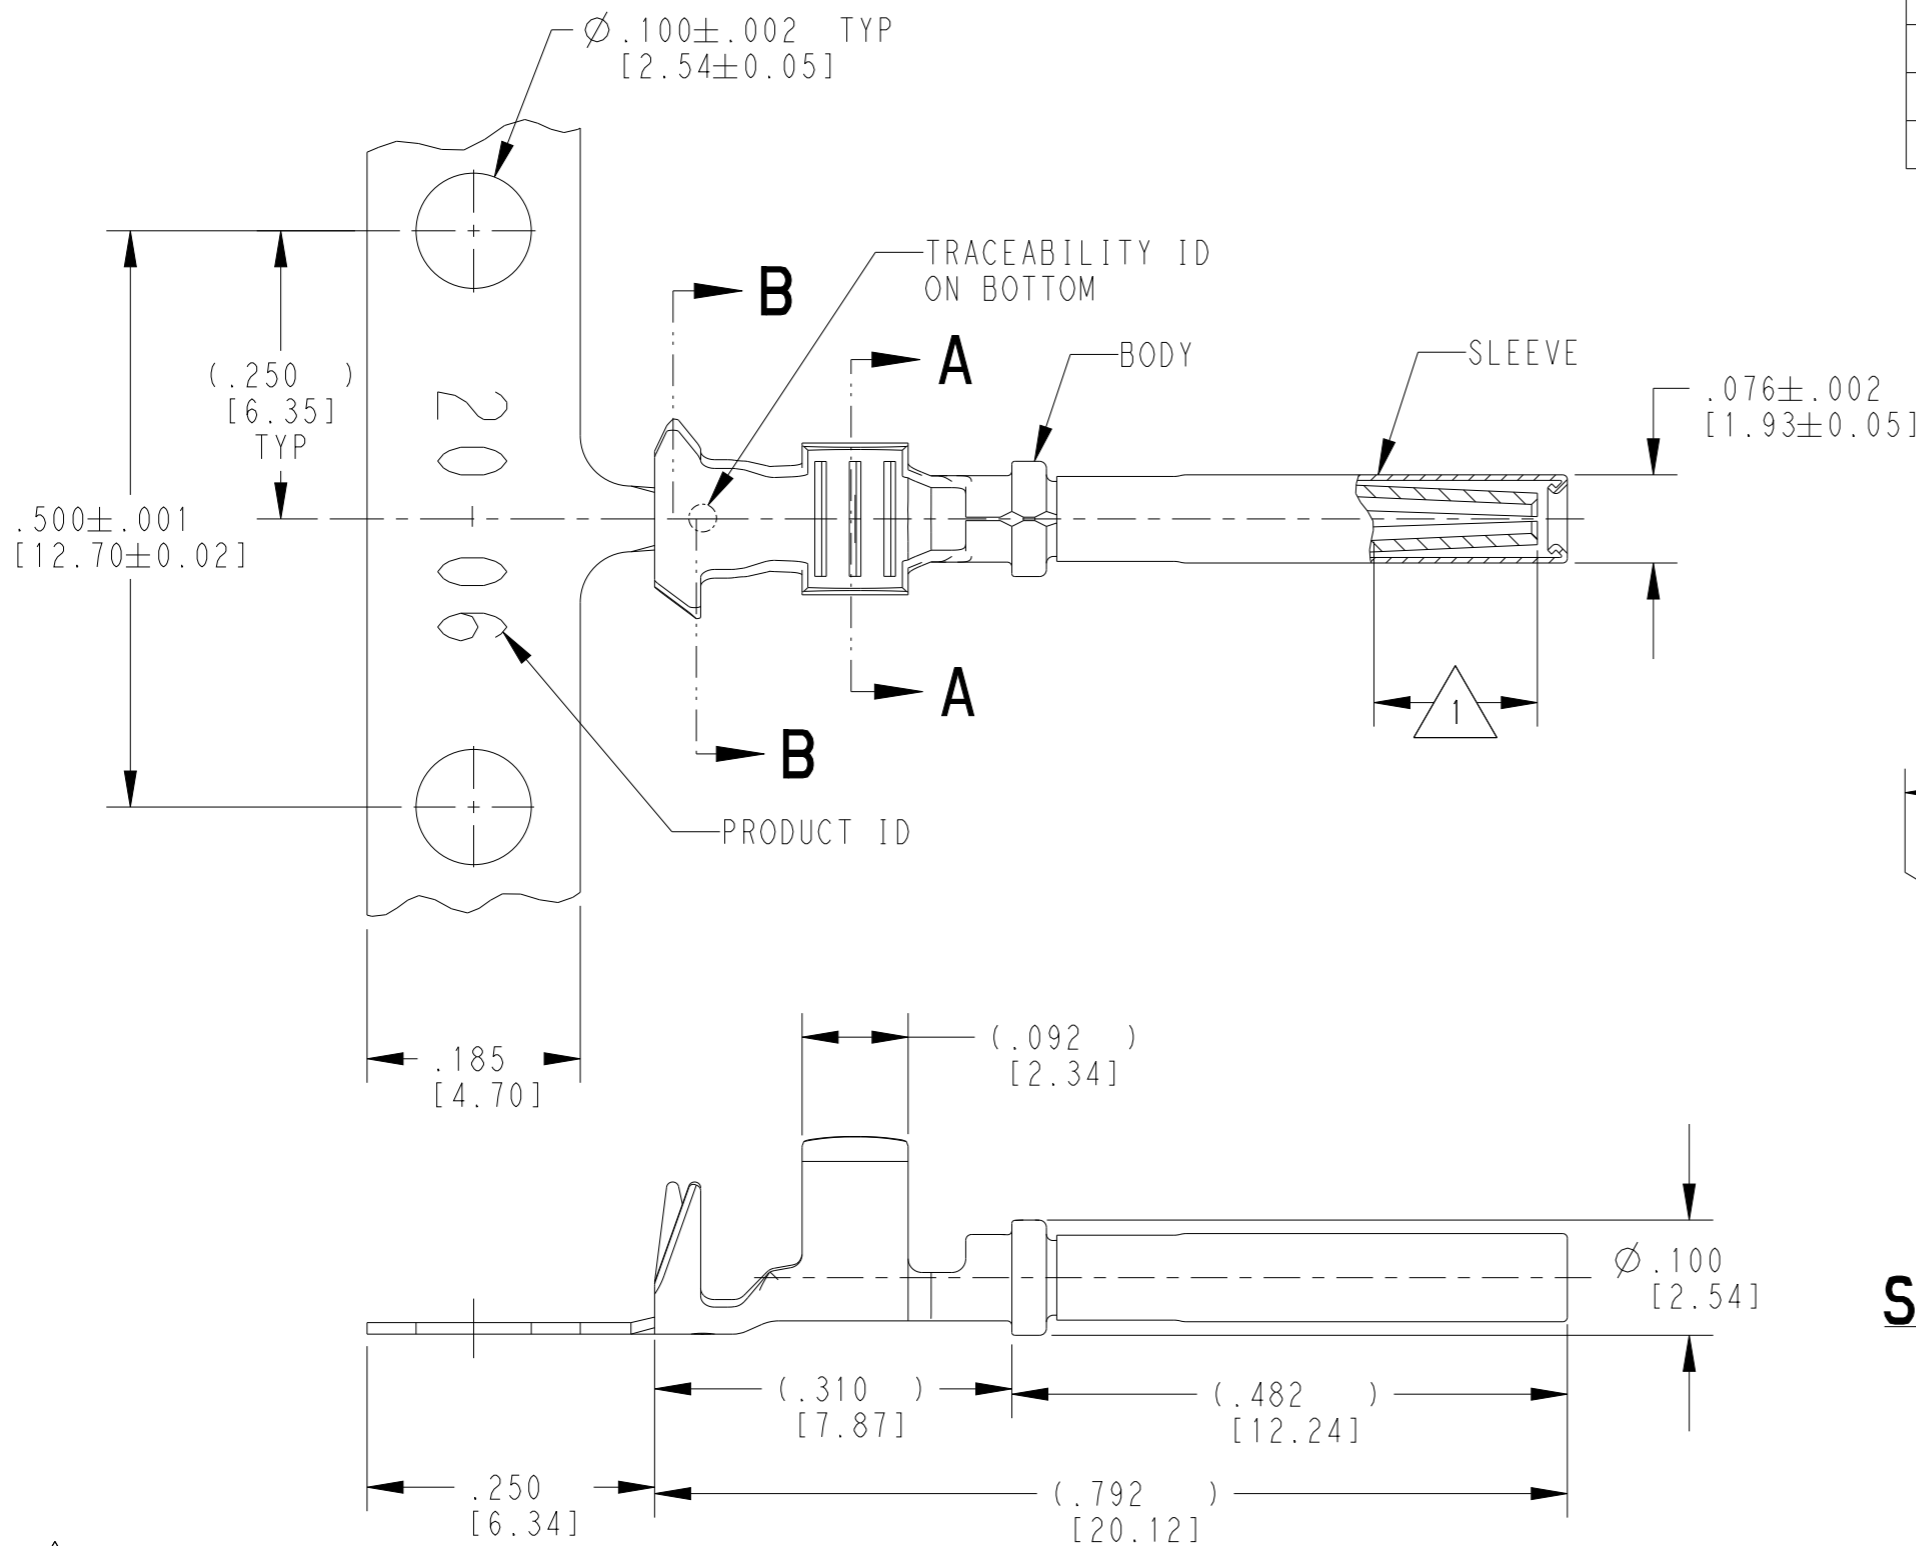 Ø.100±.002 TYP
[2.54±0.05]
TRACEABILITY ID
ON BOTTOM
B
A
BODY
SLEEVE
.076±.002
[1.93±0.05]
(.250 )
[6.35]
TYP
20-06
.500±.001
[12.70±0.02]
A
1
B
PRODUCT ID
(.092 )
[2.34]
.185
[4.70]
Ø.100
[2.54]
S
(.310 )
[7.87]
(.482 )
[12.24]
.250
[6.34]
(.792 )
[20.12]